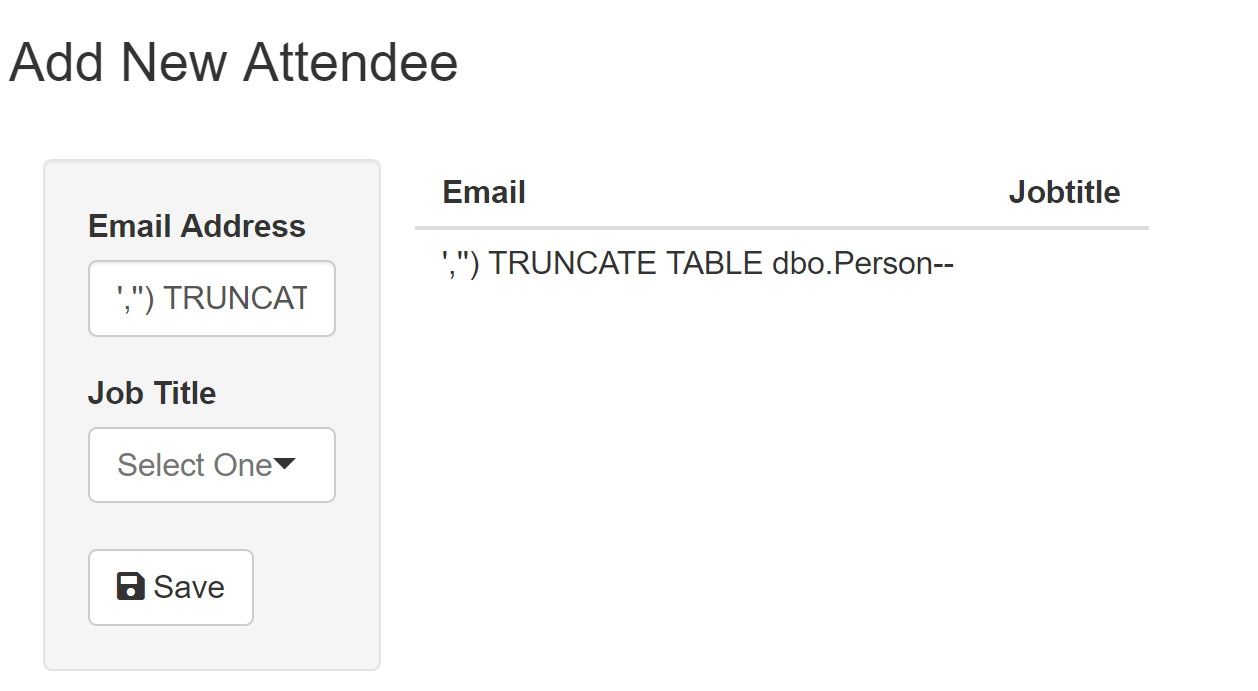 Add New Attendee
Email Address
','') TRUNCAT
Job Title
Select One
Save
Email Jobtitle
','') TRUNCATE TABLE dbo.Person--